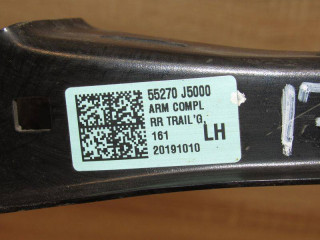 55270 J5000
ARM COMPL
RR TRAIL'G,
161 LH
20191010